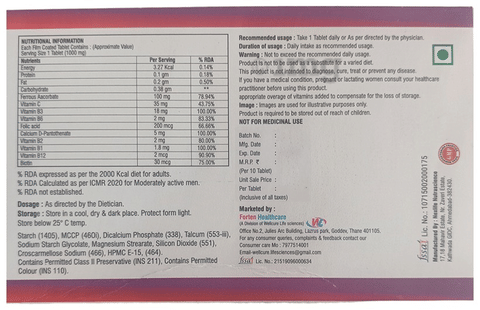 NUTRITIONAL INFORMATION
Each Film Coated Tablet Contains : (Approximate Value)
Serving Size 1 Tablet (1000 mg)
Nutrients Per Serving % RDA
Energy 3.27 Kcal 0.14%
Protein 0.1 gm 0.18%
Fat 0.2 gm 0.50%
Carbohydrate 0.38 gm **
Ferrous Ascorbate 100 mg 78.94%
Vitamin C 35 mg 43.75%
Vitamin B3 18 mg 100.00%
Vitamin B6 2 mg 83.33%
Folic acid 200 mcg 66.66%
Calcium D-Pantothenate 5 mg 100.00%
Vitamin B2 2 mg 80.00%
Vitamin B1 1.8 mg 100.00%
Vitamin B12 2 mcg 90.90%
Biotin 30 mcg 75.00%
% RDA expressed as per the 2000 Kcal diet for adults.
% RDA Calculated as per ICMR 2020 for Moderately active men.
% RDA not established.
Dosage : As directed by the Dietician.
Storage : Store in a cool, dry & dark place. Protect form light.
Store below 25° C temp.
Starch (1405), MCCP (460i), Dicalcium Phosphate (338), Talcum (553-iii),
Sodium Starch Glycolate, Magnesium Stearate, Silicon Dioxide (551),
Croscarmellose Sodium (466), HPMC E-15, (464).
Contains Permitted Class II Preservative (INS 211), Contains Permitted
Colour (INS 110).
Recommended usage : Take 1 Tablet daily or As per directed by the physician.
Duration of usage : Daily intake as recommended usage.
Warning : Not to exceed the recommended daily usage.
Product is not to be used as a substitute for a varied diet.
This product is not intended to diagnose, cure, treat or prevent any disease.
If you have a medical condition, pregnant or lactating women consult your healthcare
practitioner before using this product.
appropriate overage of vitamins added to compensate for the loss of storage.
Image : Images are used for illustrative purposes only.
Product is required to be stored out of reach of children.
NOT FOR MEDICINAL USE
Batch No. :
Mfg. Date :
Exp. Date :
M.R.P. ₹ :
(Per 10 Tablet)
Unit Sale Price :
Per Tablet :
(Inclusive of all taxes)
Marketed by :
Forten Healthcare
(A Division of Wellcure Life sciences)
Office No.2, Jules Arc Building, Lazrus park, Goddev, Thane 401105.
For any consumer queries, complaints & feedback contact our
Consumer Care Mo : 7977514001
Email-wellcure.lifesciences@gmail.com
fssai Lic. No.: 21519096000634
fssai Lic. No.: 10715002000175
Manufactured by : Nestilo Nutrascience